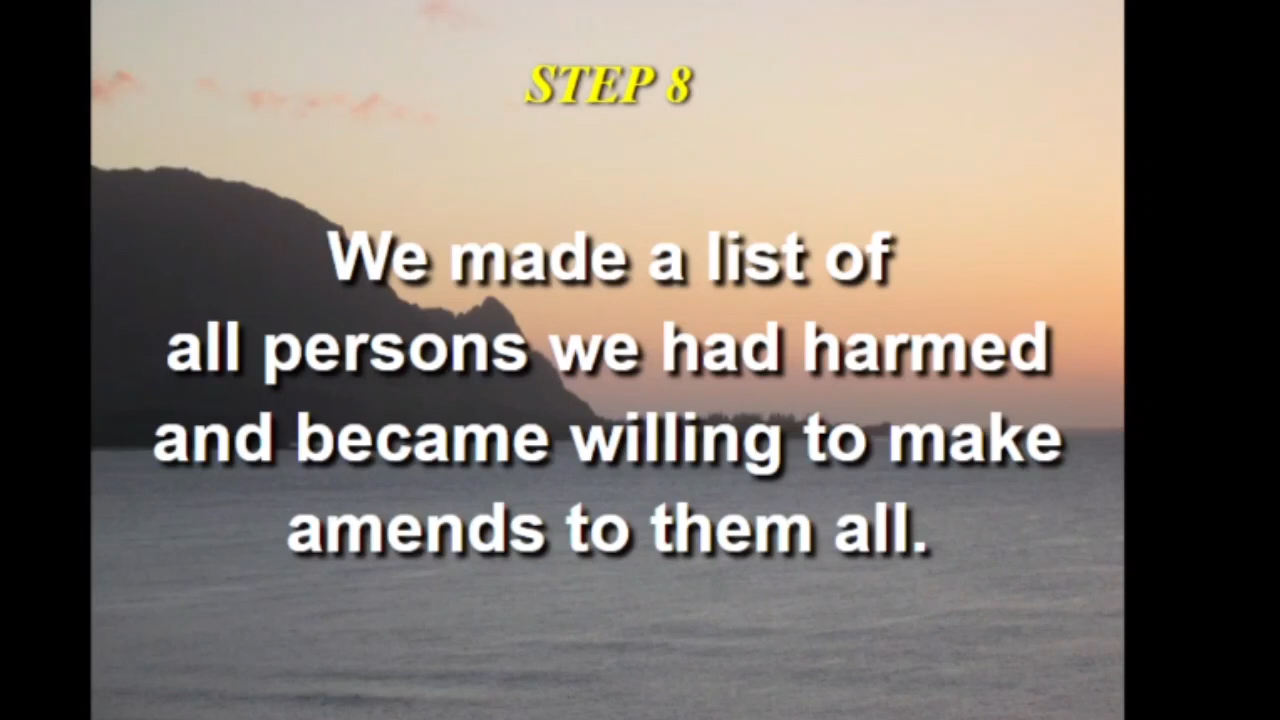 STEP 8
We made a list of
all persons we had harmed
and became willing to make
amends to them all.